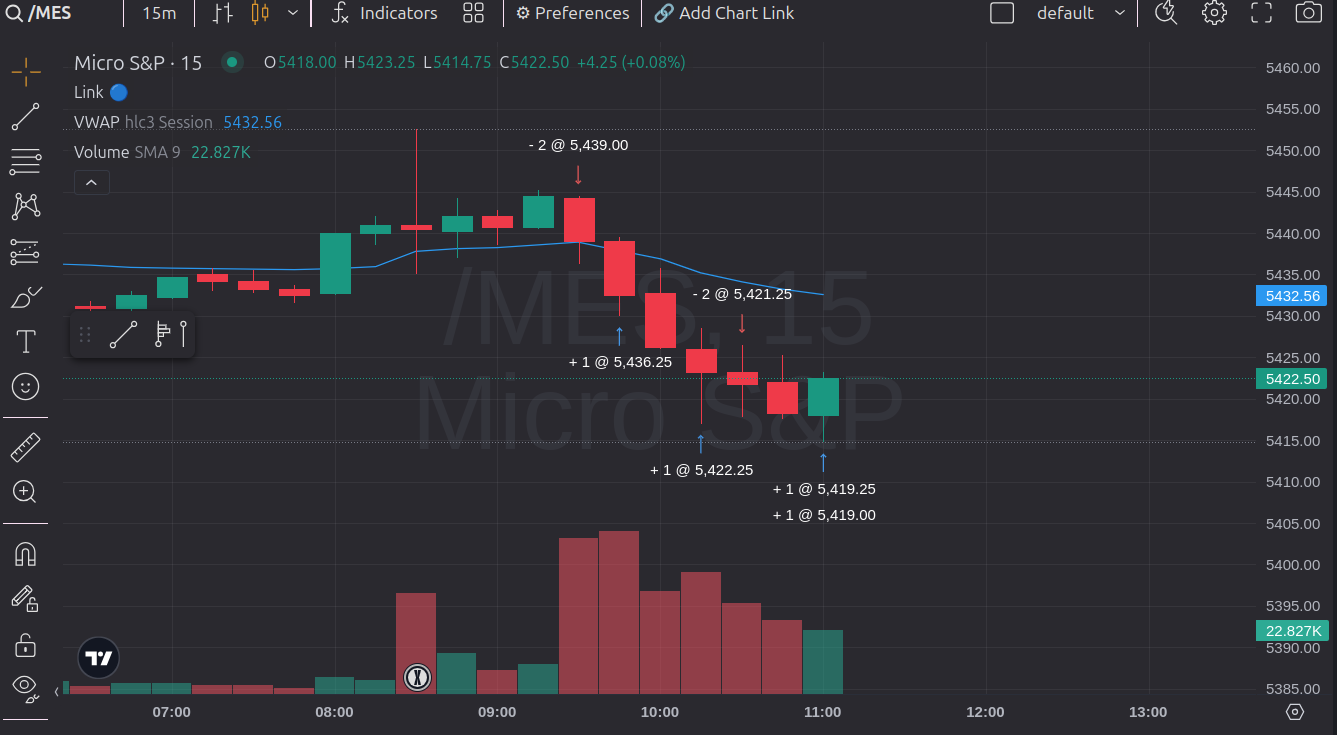 /MES 15m Indicators Preferences Add Chart Link default
Micro S&P · 15 O5418.00 H5423.25 L5414.75 C5422.50 +4.25 (+0.08%)
Link
VWAP hlc3 Session 5432.56
Volume SMA 9 22.827K
- 2 @ 5,439.00
- 2 @ 5,421.25
+ 1 @ 5,436.25
+ 1 @ 5,422.25
+ 1 @ 5,419.25
+ 1 @ 5,419.00
/MES, 15
Micro S&P
5460.00
5455.00
5450.00
5445.00
5440.00
5435.00
5432.56
5430.00
5425.00
5422.50
5420.00
5415.00
5410.00
5405.00
5400.00
5395.00
22.827K
5390.00
5385.00
07:00 08:00 09:00 10:00 11:00 12:00 13:00